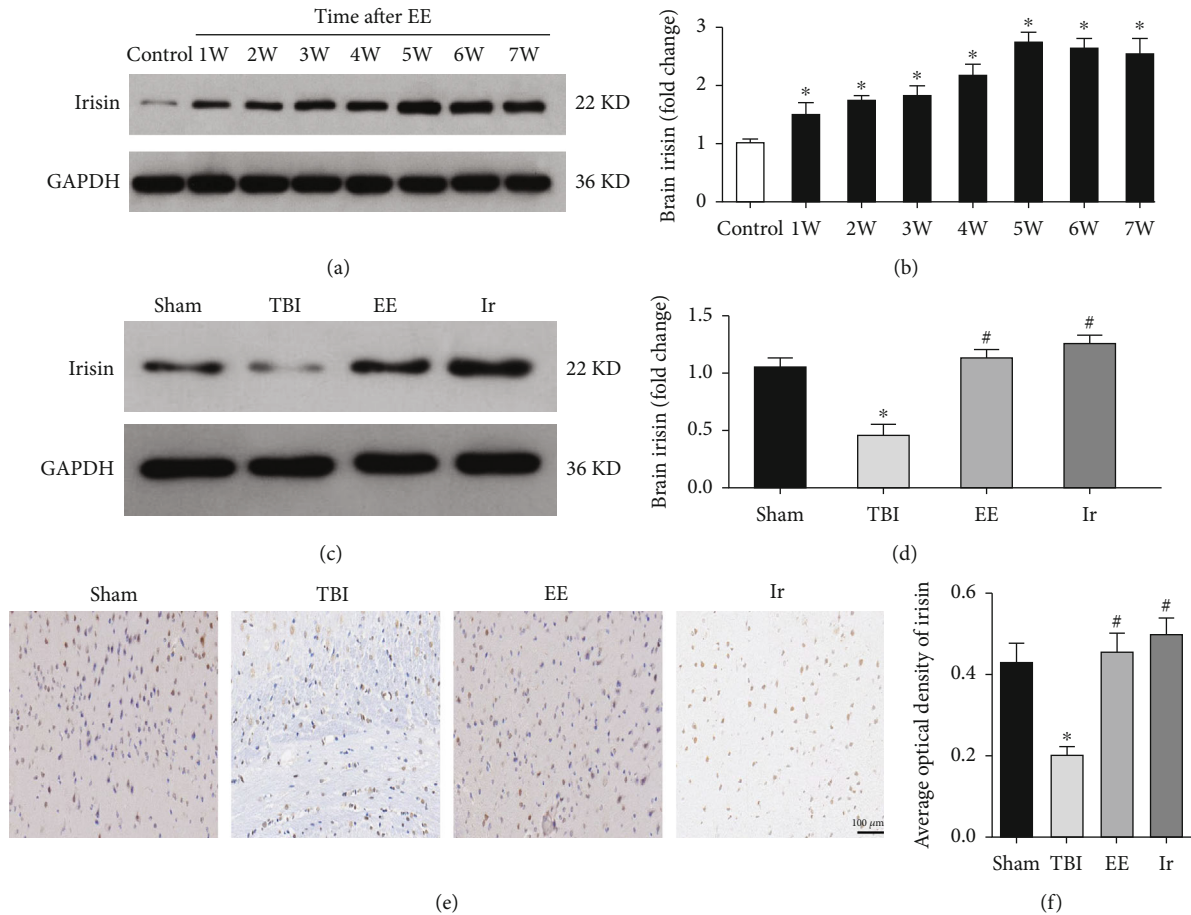 Time after EE
Control 1W 2W 3W 4W 5W 6W 7W
Irisin 22 KD
GAPDH 36 KD
(a)
Brain irisin (fold change)
3
2
1
0
* * * * * * *
Control 1W 2W 3W 4W 5W 6W 7W
(b)
Sham TBI EE Ir
Irisin 22 KD
GAPDH 36 KD
(c)
Brain irisin (fold change)
1.5
1.0
0.5
0.0
* # #
Sham TBI EE Ir
(d)
Sham TBI EE Ir
100 μm
(e)
Average optical density of irisin
0.6
0.4
0.2
0.0
* # #
Sham TBI EE Ir
(f)